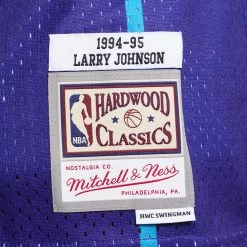 1994-95
LARRY JOHNSON
HARDWOOD
NBA
CLASSICS
NOSTALGIA CO.
Mitchell & Ness
PHILADELPHIA, PA.
HWC SWINGMAN